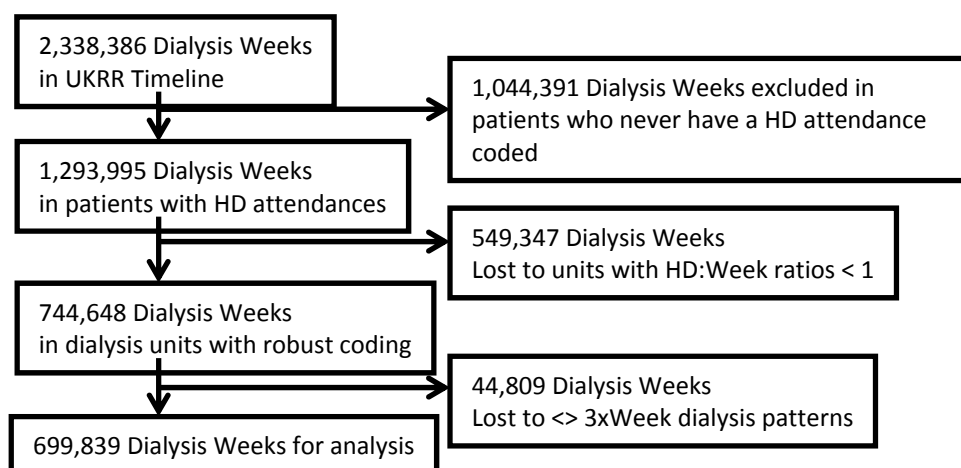 2,338,386 Dialysis Weeks
in UKRR Timeline
1,044,391 Dialysis Weeks excluded in
patients who never have a HD attendance
coded
1,293,995 Dialysis Weeks
in patients with HD attendances
549,347 Dialysis Weeks
Lost to units with HD:Week ratios < 1
744,648 Dialysis Weeks
in dialysis units with robust coding
44,809 Dialysis Weeks
Lost to <> 3xWeek dialysis patterns
699,839 Dialysis Weeks for analysis